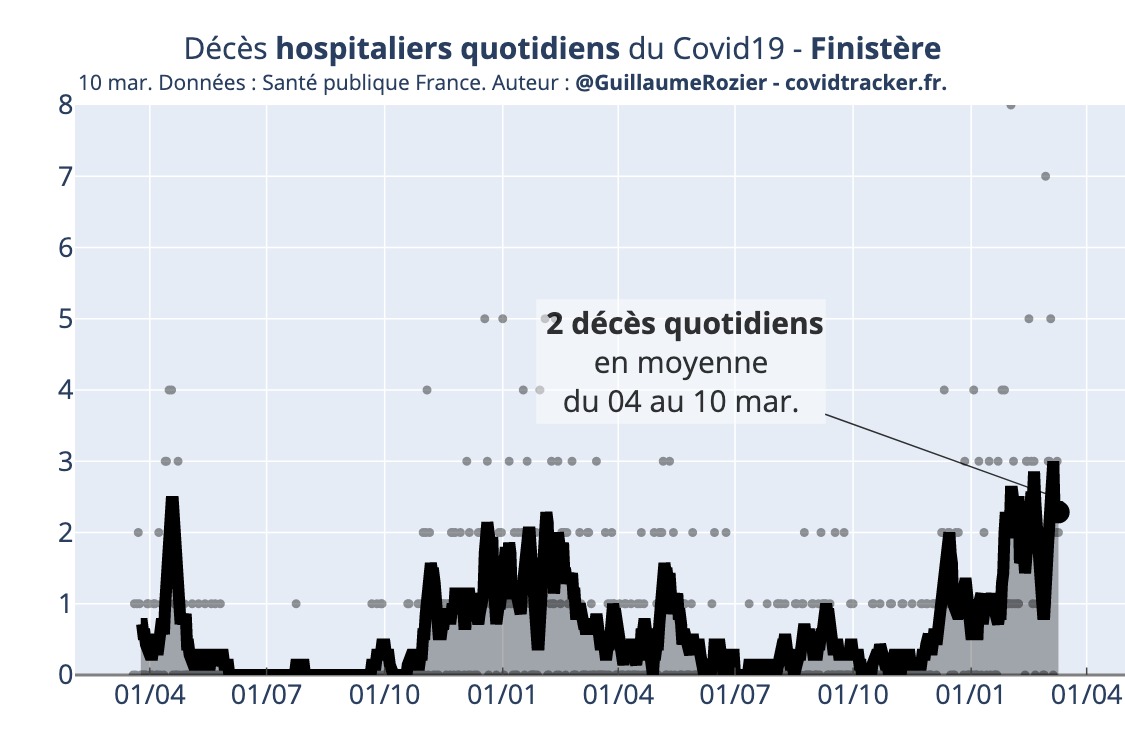 Décès hospitaliers quotidiens du Covid19 - Finistère
10 mar. Données : Santé publique France. Auteur : @GuillaumeRozier - covidtracker.fr.
8
7
6
5
4
3
2
1
0
2 décès quotidiens
en moyenne
du 04 au 10 mar.
01/04 01/07 01/10 01/01 01/04 01/07 01/10 01/01 01/04